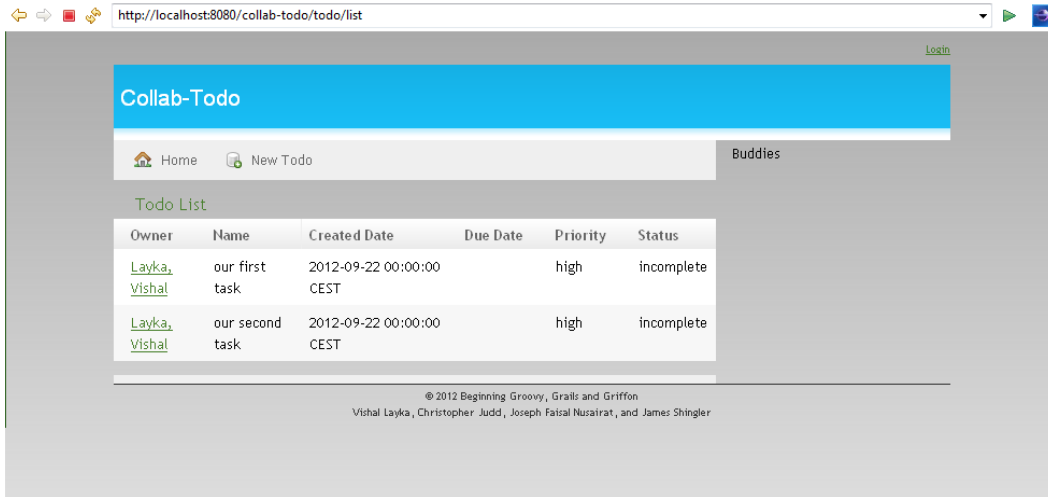 http://localhost:8080/collab-todo/todo/list
Login
Collab-Todo
Home New Todo
Buddies
Todo List
Owner Name Created Date Due Date Priority Status
Layka, our first 2012-09-22 00:00:00 high incomplete
Vishal task CEST
Layka, our second 2012-09-22 00:00:00 high incomplete
Vishal task CEST
© 2012 Beginning Groovy, Grails and Griffon
Vishal Layka, Christopher Judd, Joseph Faisal Nusairat, and James Shingler